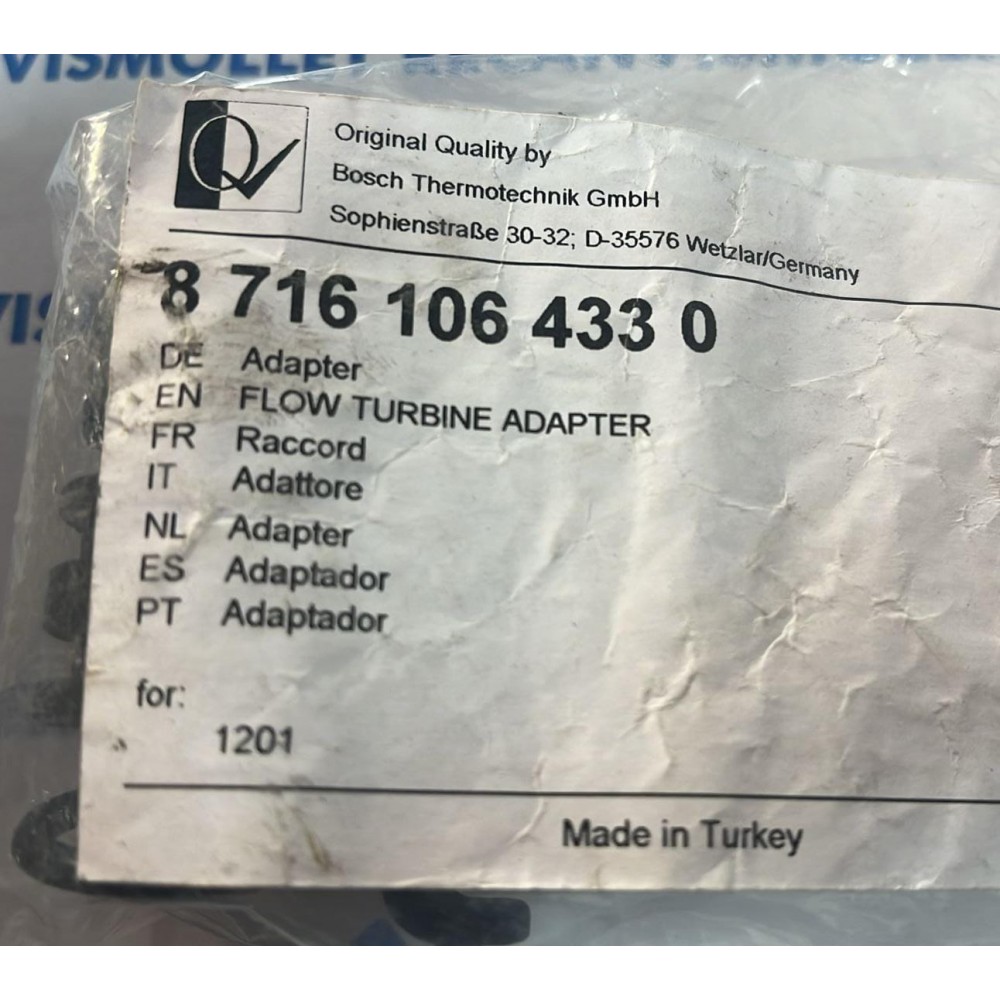 VISMOLLET
Original Quality by
Bosch Thermotechnik GmbH
Sophienstraße 30-32; D-35576 Wetzlar/Germany
8 716 106 433 0
DE Adapter
EN FLOW TURBINE ADAPTER
FR Raccord
IT Adattore
NL Adapter
ES Adaptador
PT Adaptador
for:
1201
Made in Turkey